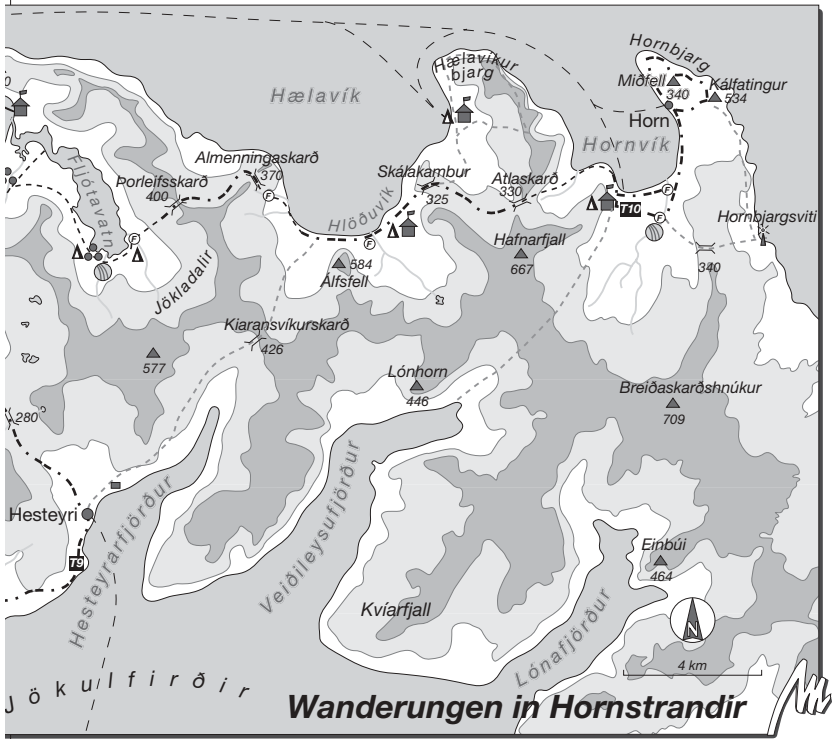 Hornbjarg
Hælavíkur
bjarg
Miðfell
340
Kálfatingur
534
Hælavík
Horn
Hornvík
Almenningaskarð
370
Skálakambur
325
Atlaskarð
330
Þorleifsskarð
400
Fljótavatn
F
Hlöðuvík
F
T10
F
F
Hornbjargsviti
F
Hafnarfjall
667
340
584
Álfsfell
Jökladalir
Kiaransvíkurskarð
426
577
Lónhorn
446
Breiðaskarðshnúkur
709
280
Hesteyri
T9
Hesteyrarfjörður
Veiðileysufjörður
Einbúi
464
Kvíarfjall
Lónafjörður
N
4 km
Jökulfirðir
Wanderungen in Hornstrandir